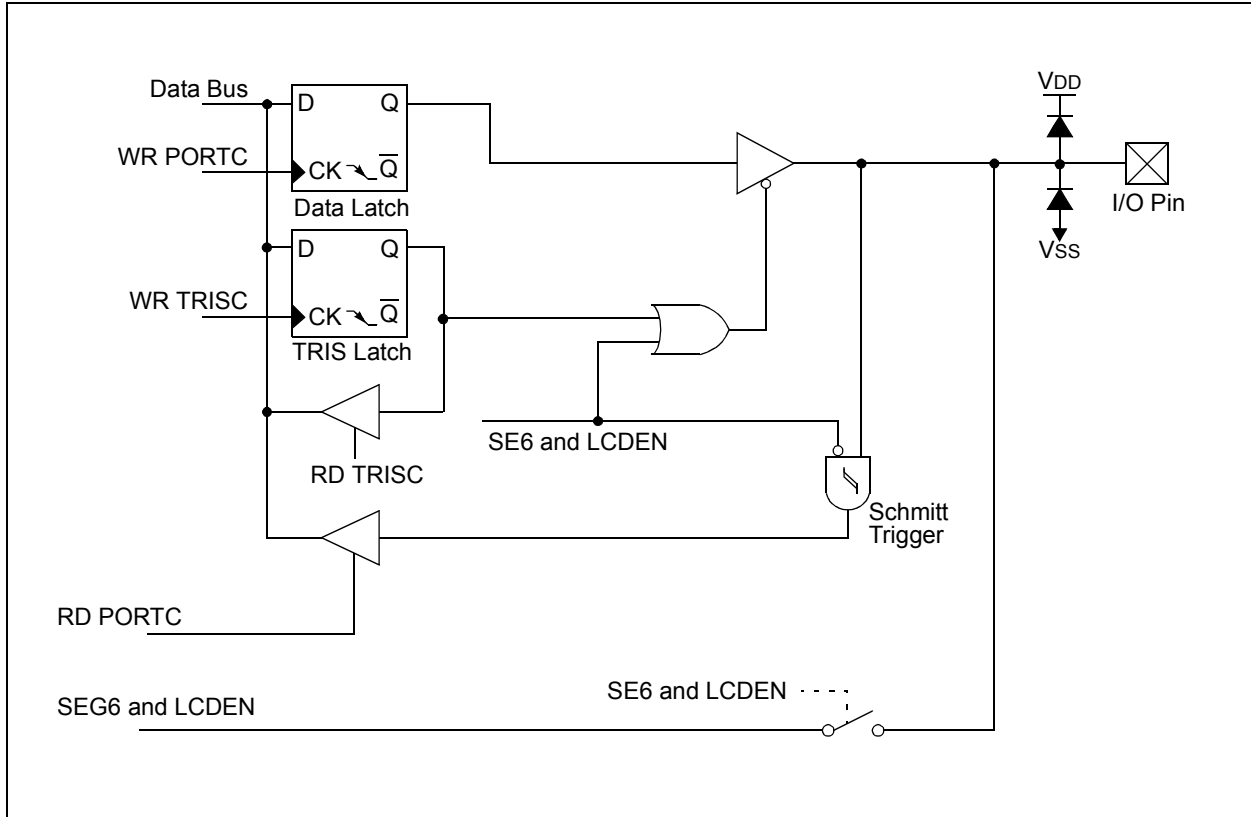 Data Bus
D Q
WR PORTC
CK Q
Data Latch
VDD
I/O Pin
VSS
D Q
WR TRISC
CK Q
TRIS Latch
SE6 and LCDEN
RD TRISC
Schmitt
Trigger
RD PORTC
SEG6 and LCDEN
SE6 and LCDEN